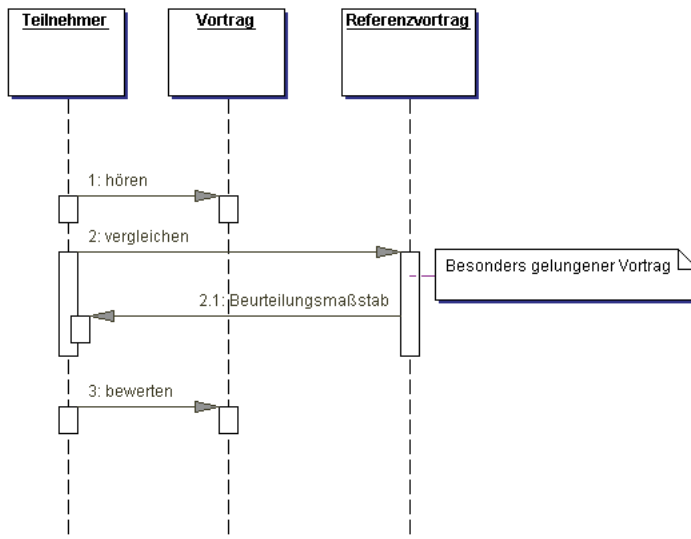 Teilnehmer
Vortrag
Referenzvortrag
1: hören
2: vergleichen
Besonders gelungener Vortrag
2.1: Beurteilungsmaßstab
3: bewerten